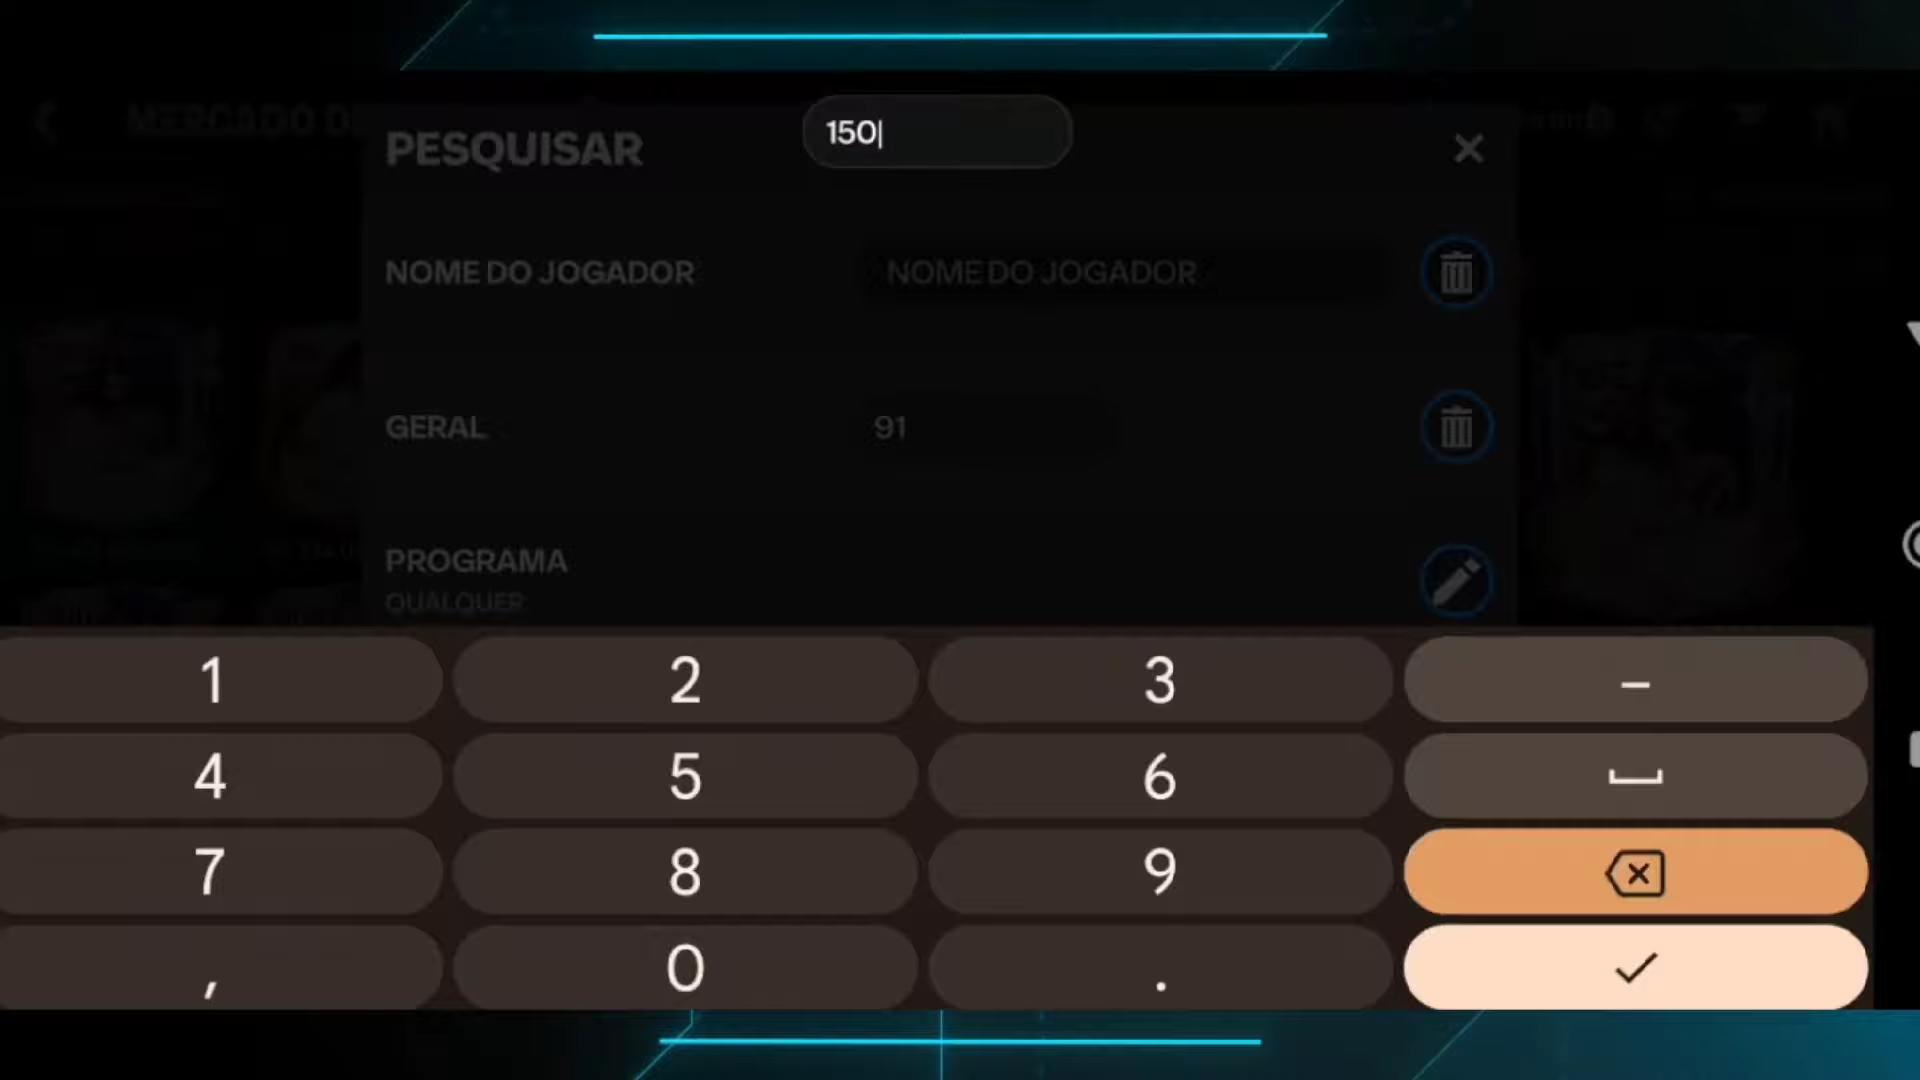 MERCADO D
PESQUISAR
150
NOME DO JOGADOR
NOME DO JOGADOR
GERAL
91
PROGRAMA
QUALQUER
1 2 3 –
4 5 6
7 8 9
, 0 .